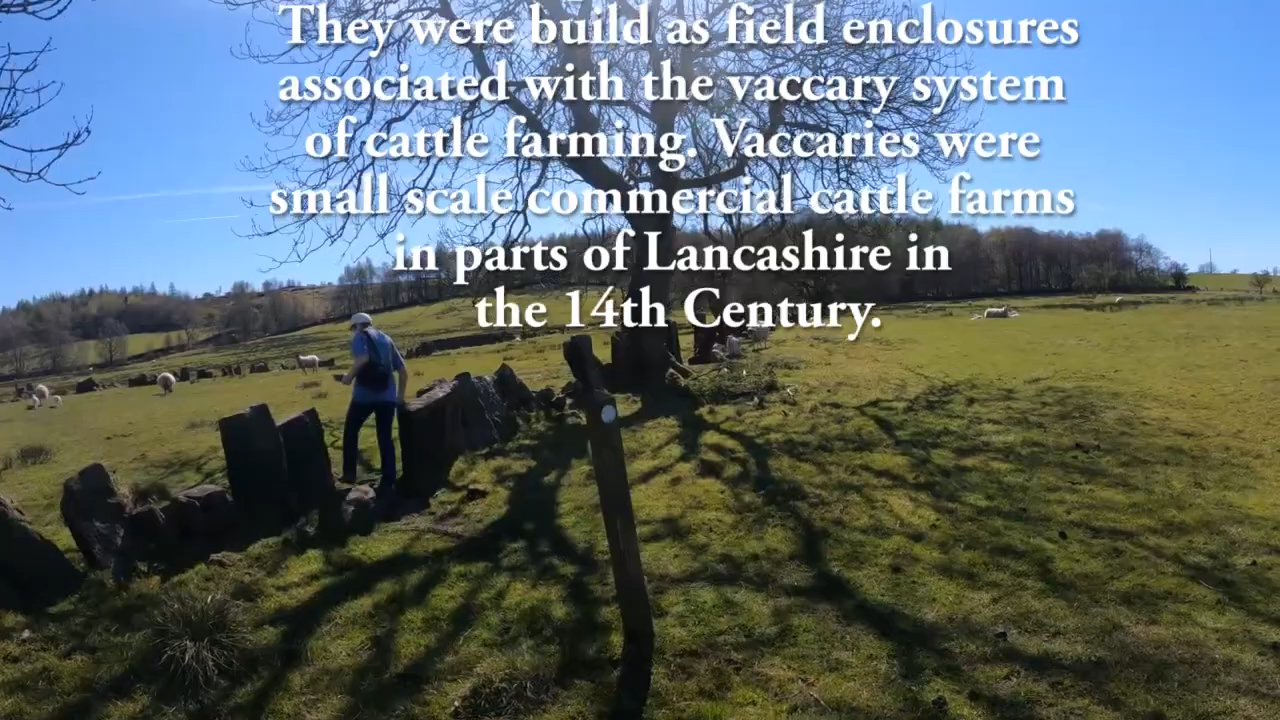 They were build as field enclosures
associated with the vaccary system
of cattle farming. Vaccaries were
small scale commercial cattle farms
in parts of Lancashire in
the 14th Century.